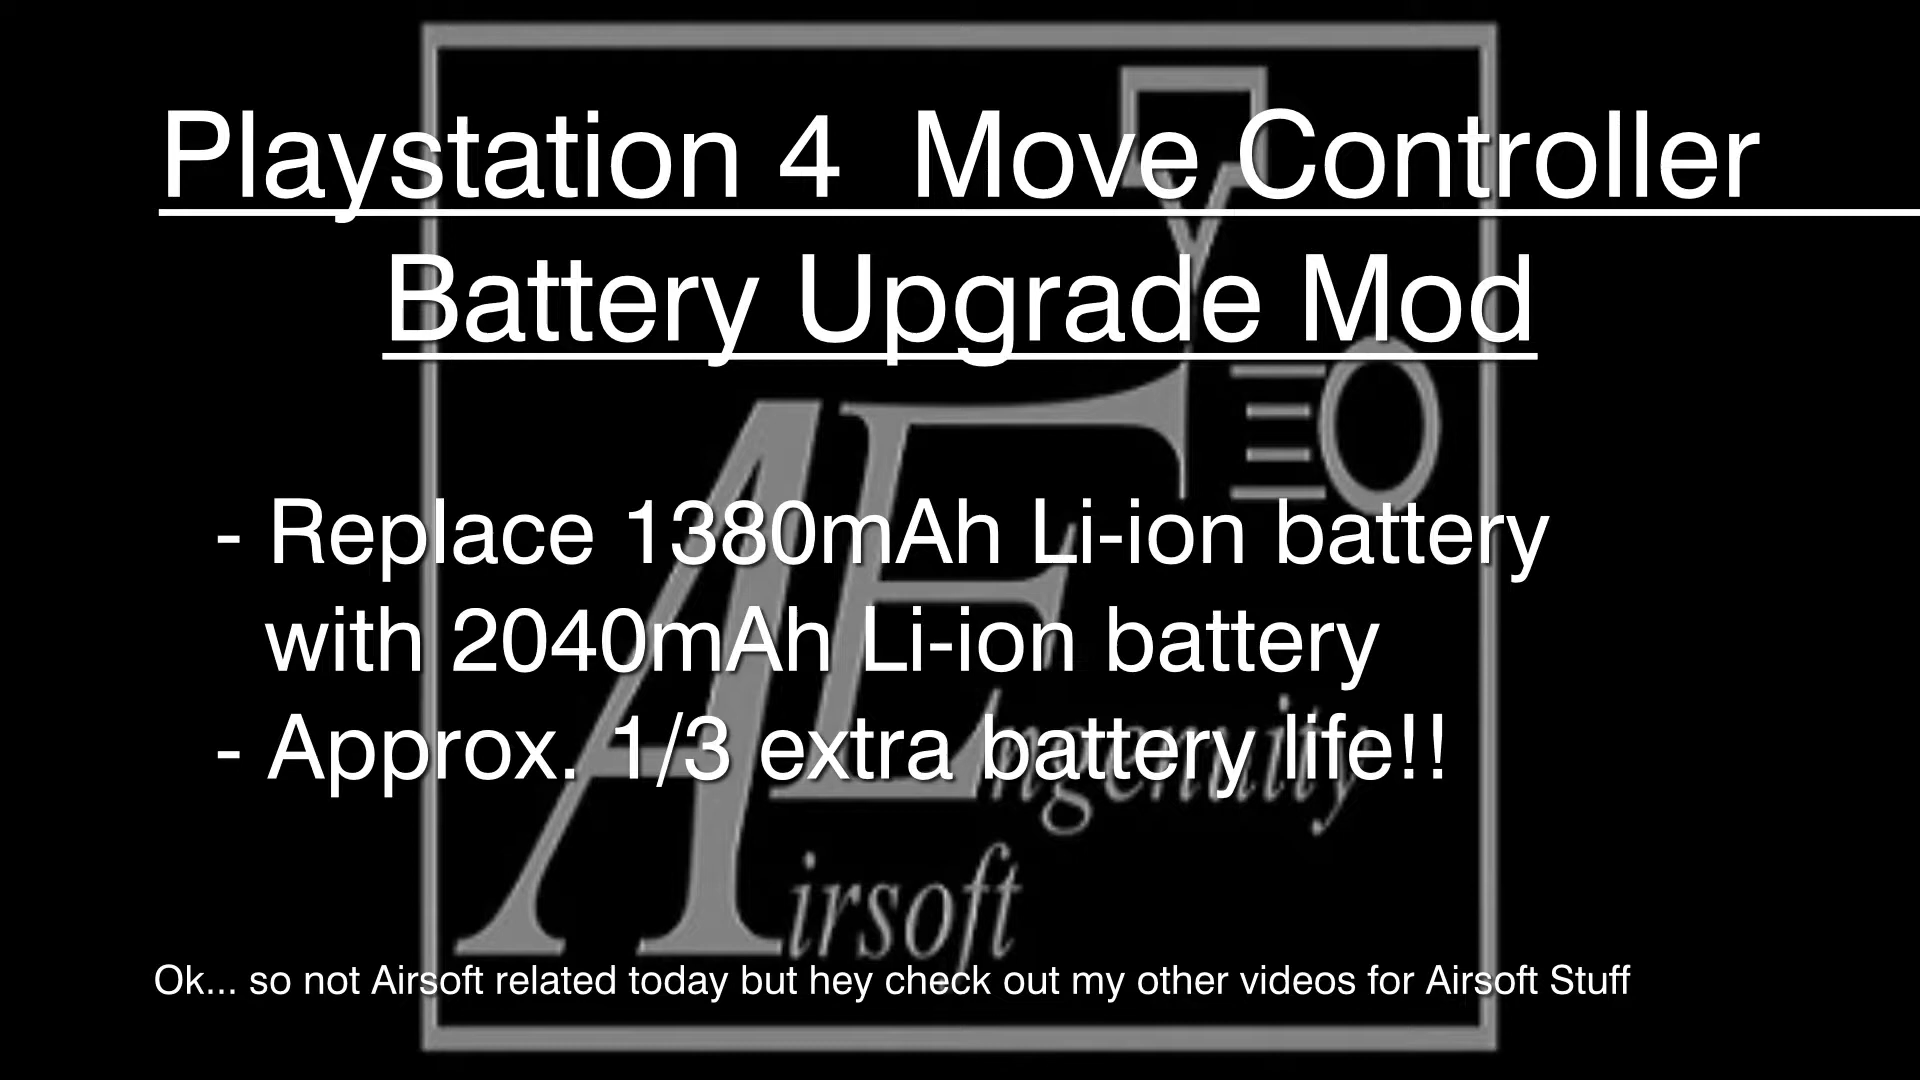 Playstation 4  Move Controller
Battery Upgrade Mod
- Replace 1380mAh Li-ion battery
with 2040mAh Li-ion battery
- Approx. 1/3 extra battery life!!
AEngenuity
Airsoft
Ok... so not Airsoft related today but hey check out my other videos for Airsoft Stuff